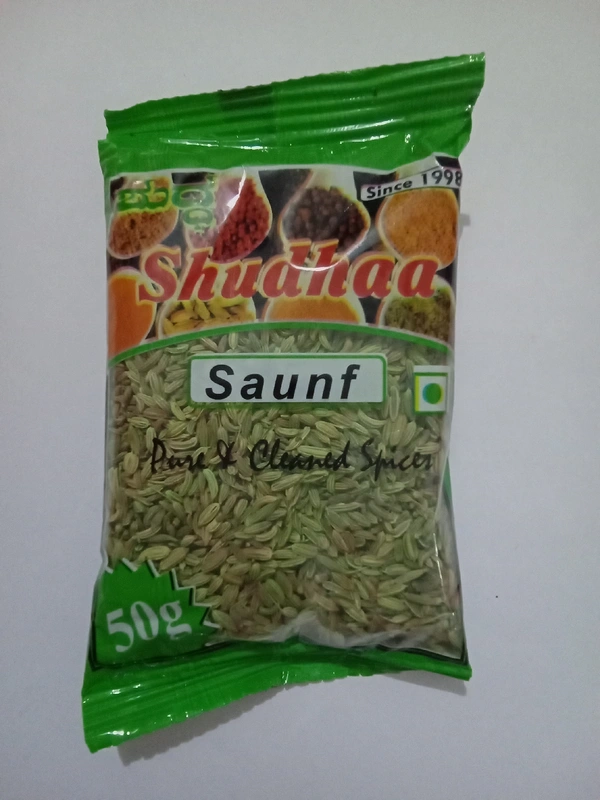 ಶುದ್ಧ
Since 1998
Shudhaa
Saunf
Pure & Cleaned Spices
50g